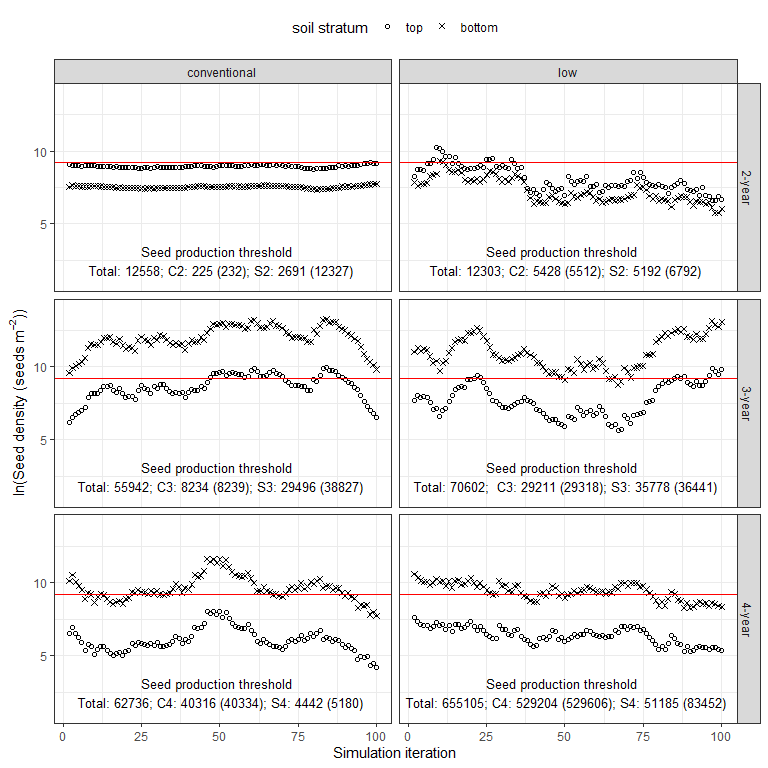 soil stratum top bottom
conventional low
10
5
Seed production threshold
Total: 12558; C2: 225 (232); S2: 2691 (12327)
Seed production threshold
Total: 12303; C2: 5428 (5512); S2: 5192 (6792)
2-year
ln(Seed density (seeds m⁻²))
10
5
Seed production threshold
Total: 55942; C3: 8234 (8239); S3: 29496 (38827)
Seed production threshold
Total: 70602; C3: 29211 (29318); S3: 35778 (36441)
3-year
10
5
Seed production threshold
Total: 62736; C4: 40316 (40334); S4: 4442 (5180)
Seed production threshold
Total: 655105; C4: 529204 (529606); S4: 51185 (83452)
4-year
0 25 50 75 100 0 25 50 75 100
Simulation iteration